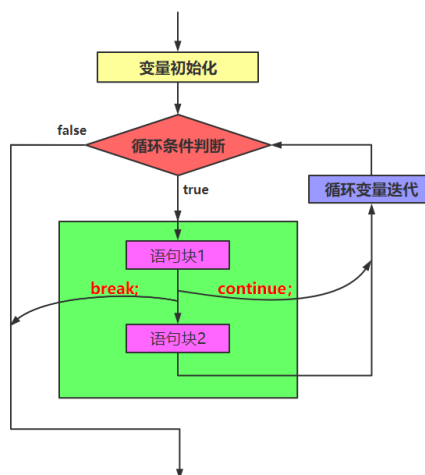 变量初始化
false
循环条件判断
循环变量迭代
true
语句块1
break;
continue；
语句块2